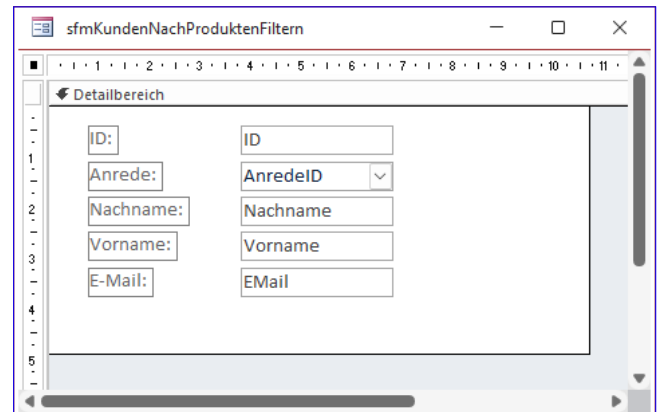 sfmKundenNachProduktenFiltern
1 2 3 4 5 6 7 8 9 10 11
Detailbereich
ID: ID
Anrede: AnredeID
Nachname: Nachname
Vorname: Vorname
E-Mail: EMail
1
2
3
4
5